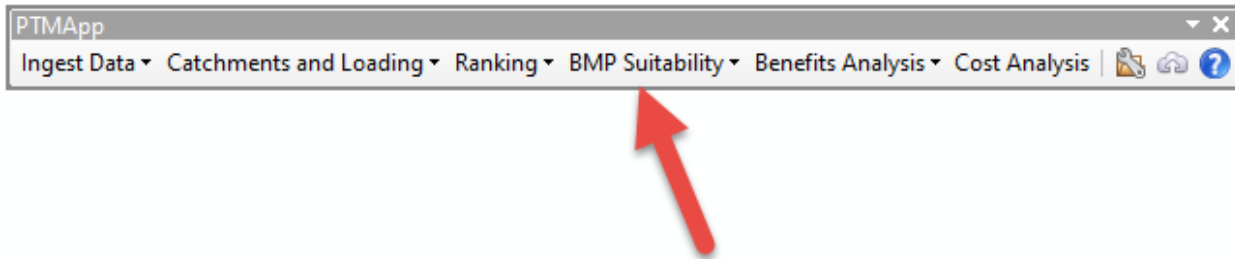 PTMApp
Ingest Data Catchments and Loading Ranking BMP Suitability Benefits Analysis Cost Analysis ?